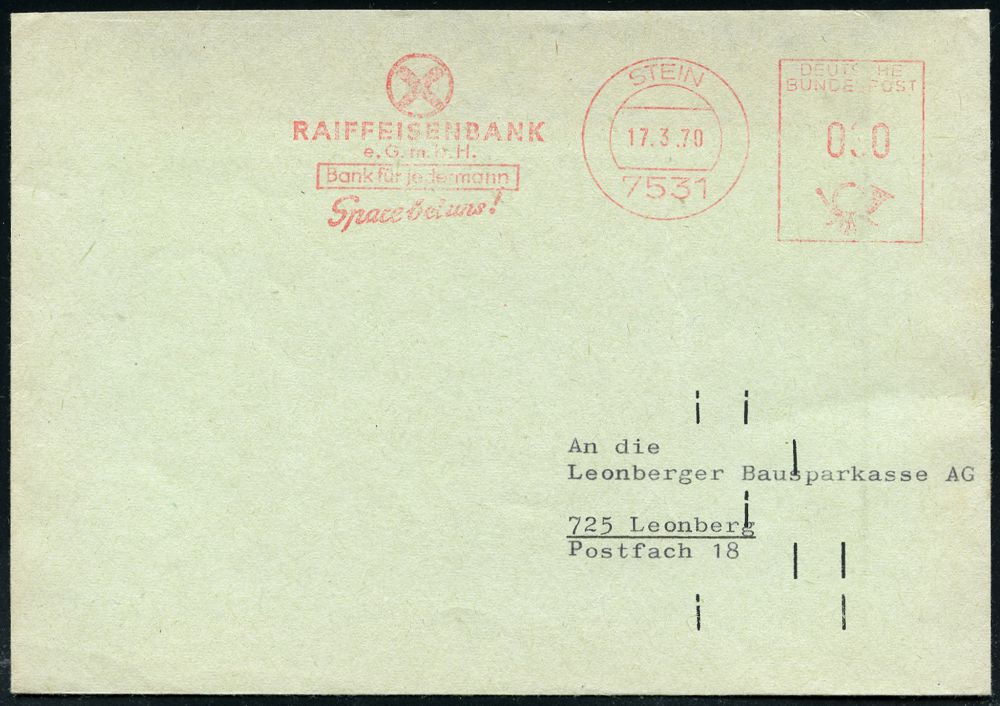 RAIFFEISENBANK
e.G.m.b.H.
Bank für jedermann
Spare bei uns!
STEIN
17.3.70
7531
DEUTSCHE
BUNDESPOST
030
An die
Leonberger Bausparkasse AG
725 Leonberg
Postfach 18